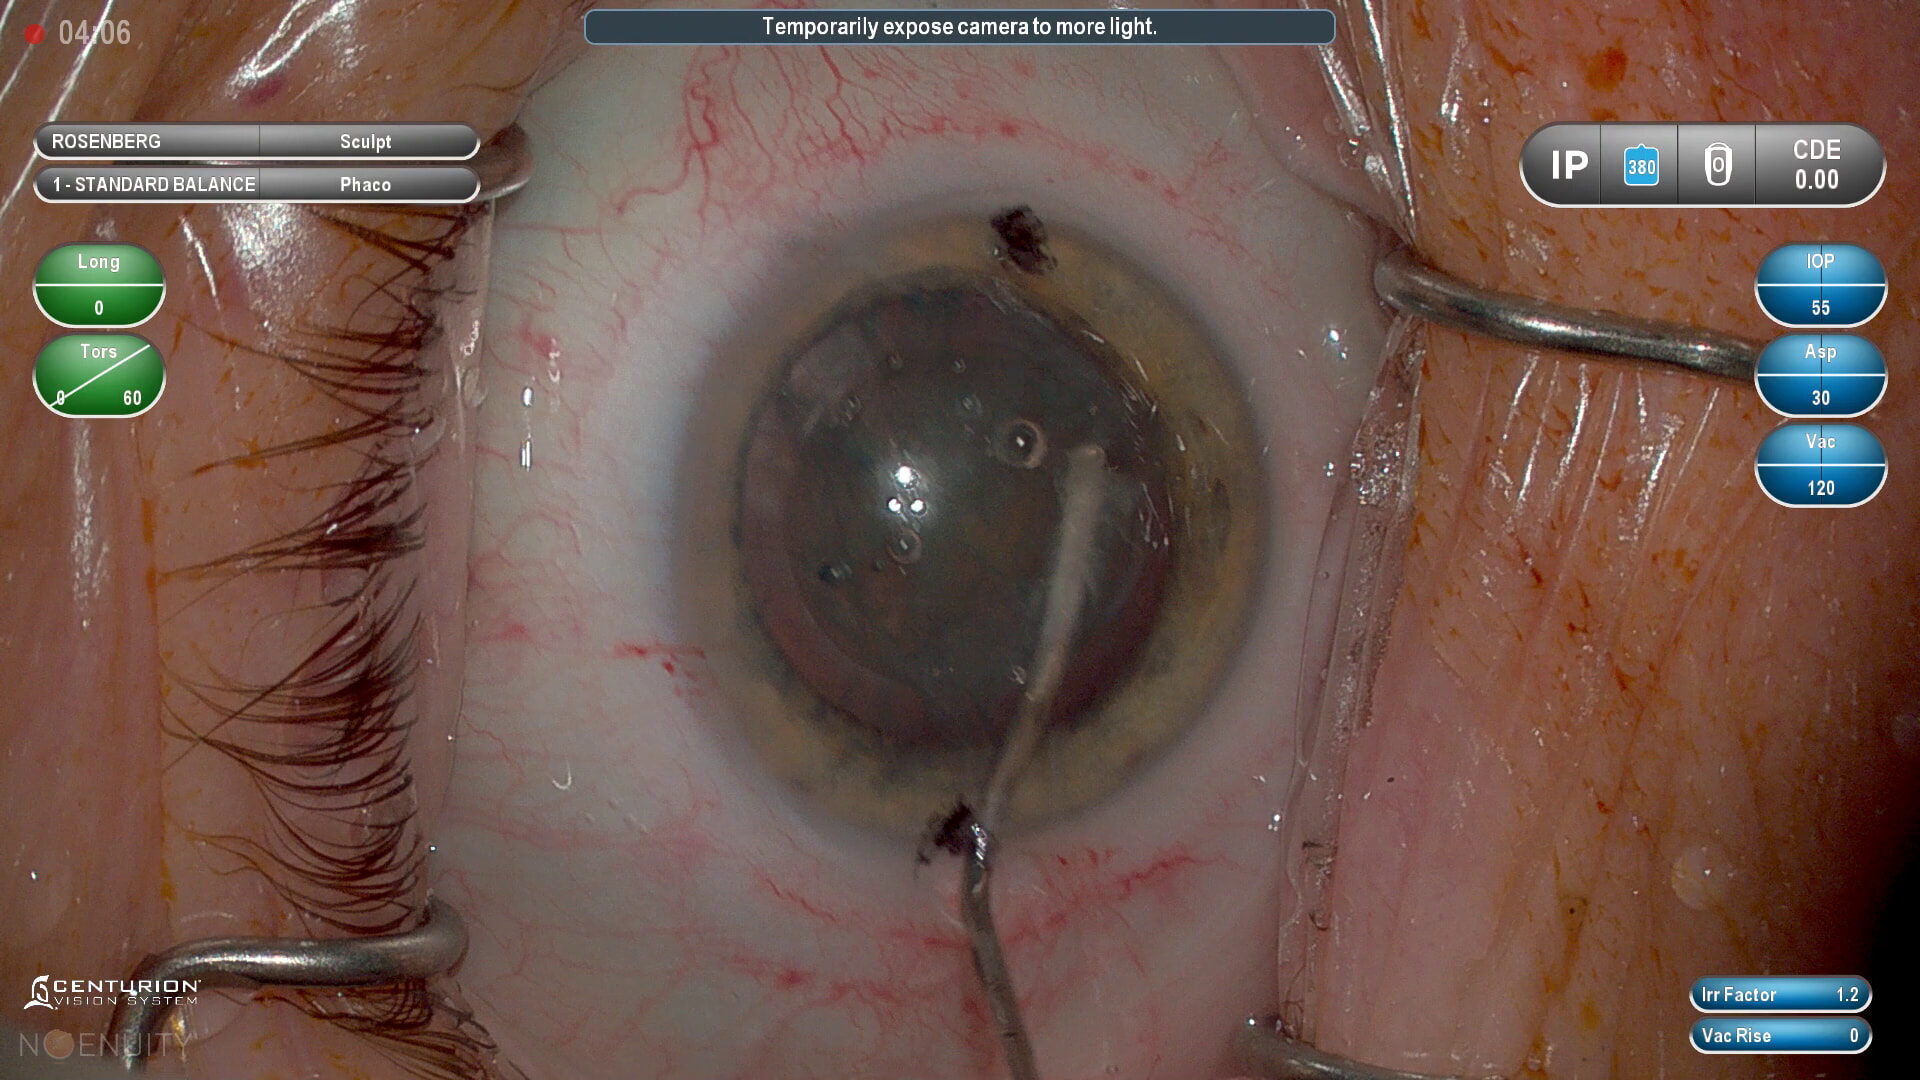 Temporarily expose camera to more light.
04:06
ROSENBERG Sculpt
1 - STANDARD BALANCE Phaco
Long
0
Tors
0 60
IP 380 0 CDE
0.00
IOP
55
Asp
30
Vac
120
CENTURION
VISION SYSTEM
NGENUITY
Irr Factor 1.2
Vac Rise 0